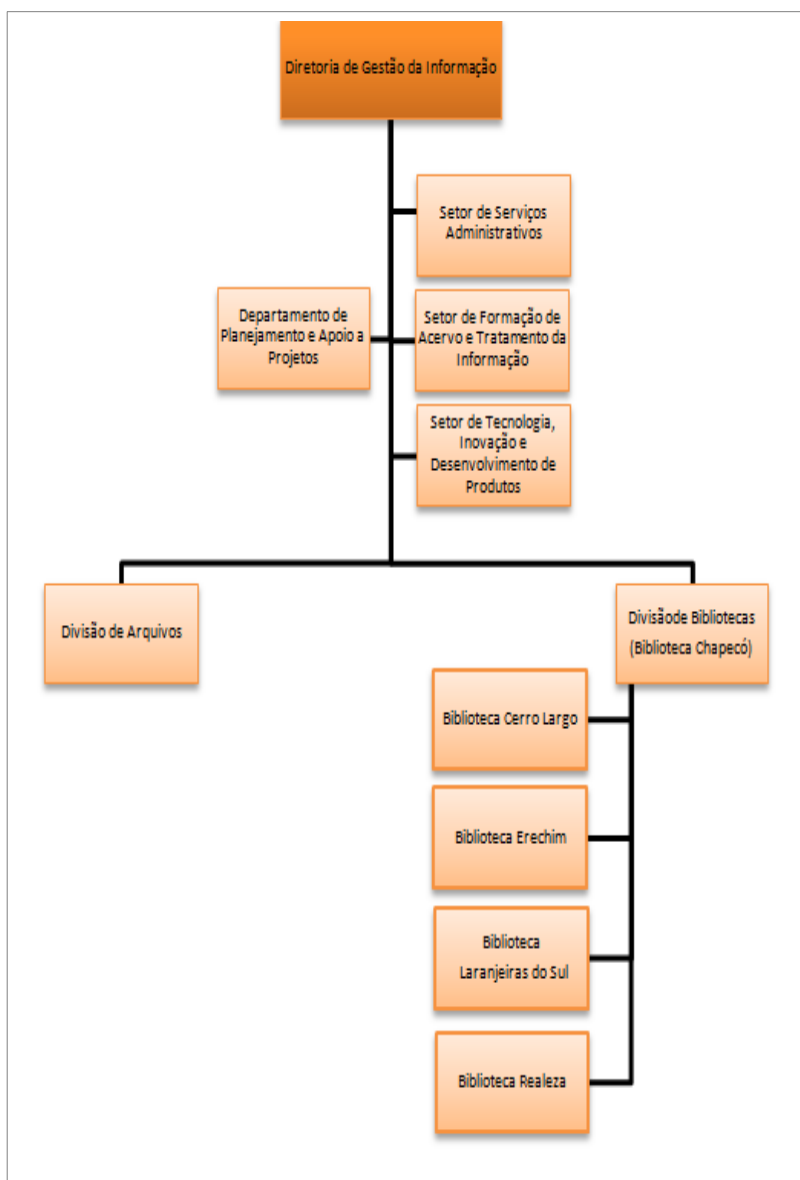 Diretoria de Gestão da Informação
Setor de Serviços
Administrativos
Departamento de
Planejamento e Apoio a
Projetos
Setor de Formação de
Acervo e Tratamento da
Informação
Setor de Tecnologia,
Inovação e
Desenvolvimento de
Produtos
Divisão de Arquivos
Divisãode Bibliotecas
(Biblioteca Chapecó)
Biblioteca Cerro Largo
Biblioteca Erechim
Biblioteca
Laranjeiras do Sul
Biblioteca Realeza